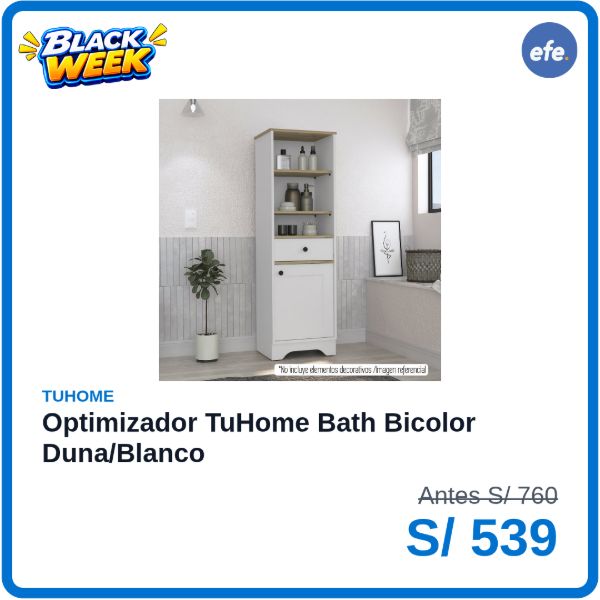 BLACK
WEEK
efe.
*No incluye elementos decorativos /Imagen referencial
TUHOME
Optimizador TuHome Bath Bicolor
Duna/Blanco
Antes S/ 760
S/ 539